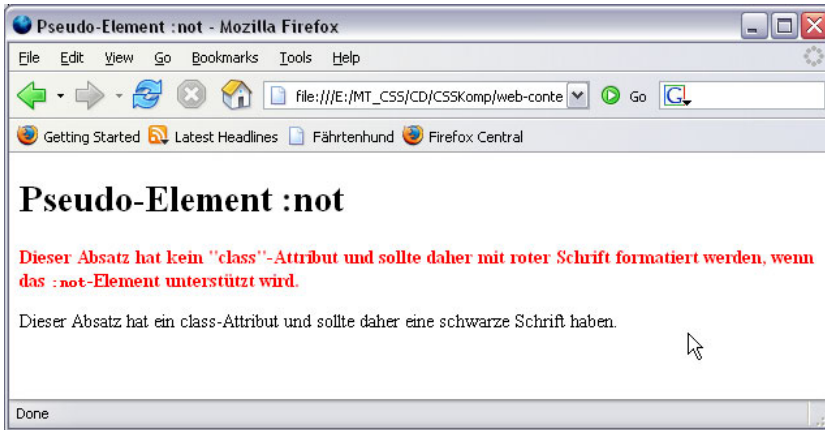 Pseudo-Element :not - Mozilla Firefox
File Edit View Go Bookmarks Tools Help
file:///E:/MT_CSS/CD/CSSKomp/web-conte Go G
Getting Started Latest Headlines Fährtenhund Firefox Central
Pseudo-Element :not
Dieser Absatz hat kein "class"-Attribut und sollte daher mit roter Schrift formatiert werden, wenn
das :not-Element unterstützt wird.
Dieser Absatz hat ein class-Attribut und sollte daher eine schwarze Schrift haben.
Done